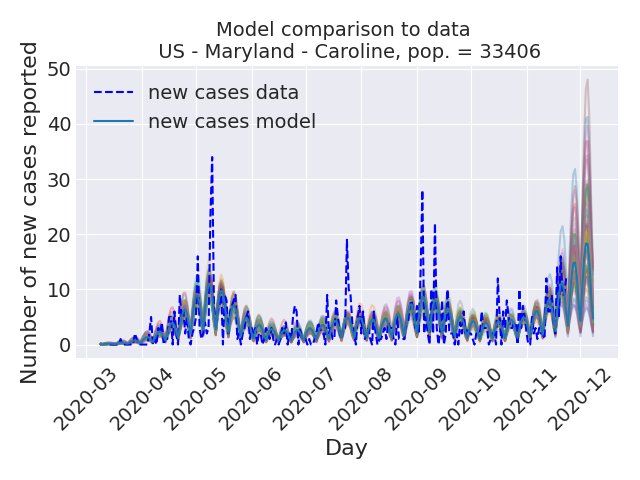 Model comparison to data
US - Maryland - Caroline, pop. = 33406
Number of new cases reported
50
40
30
20
10
0
new cases data
new cases model
2020-03
2020-04
2020-05
2020-06
2020-07
2020-08
2020-09
2020-10
2020-11
2020-12
Day